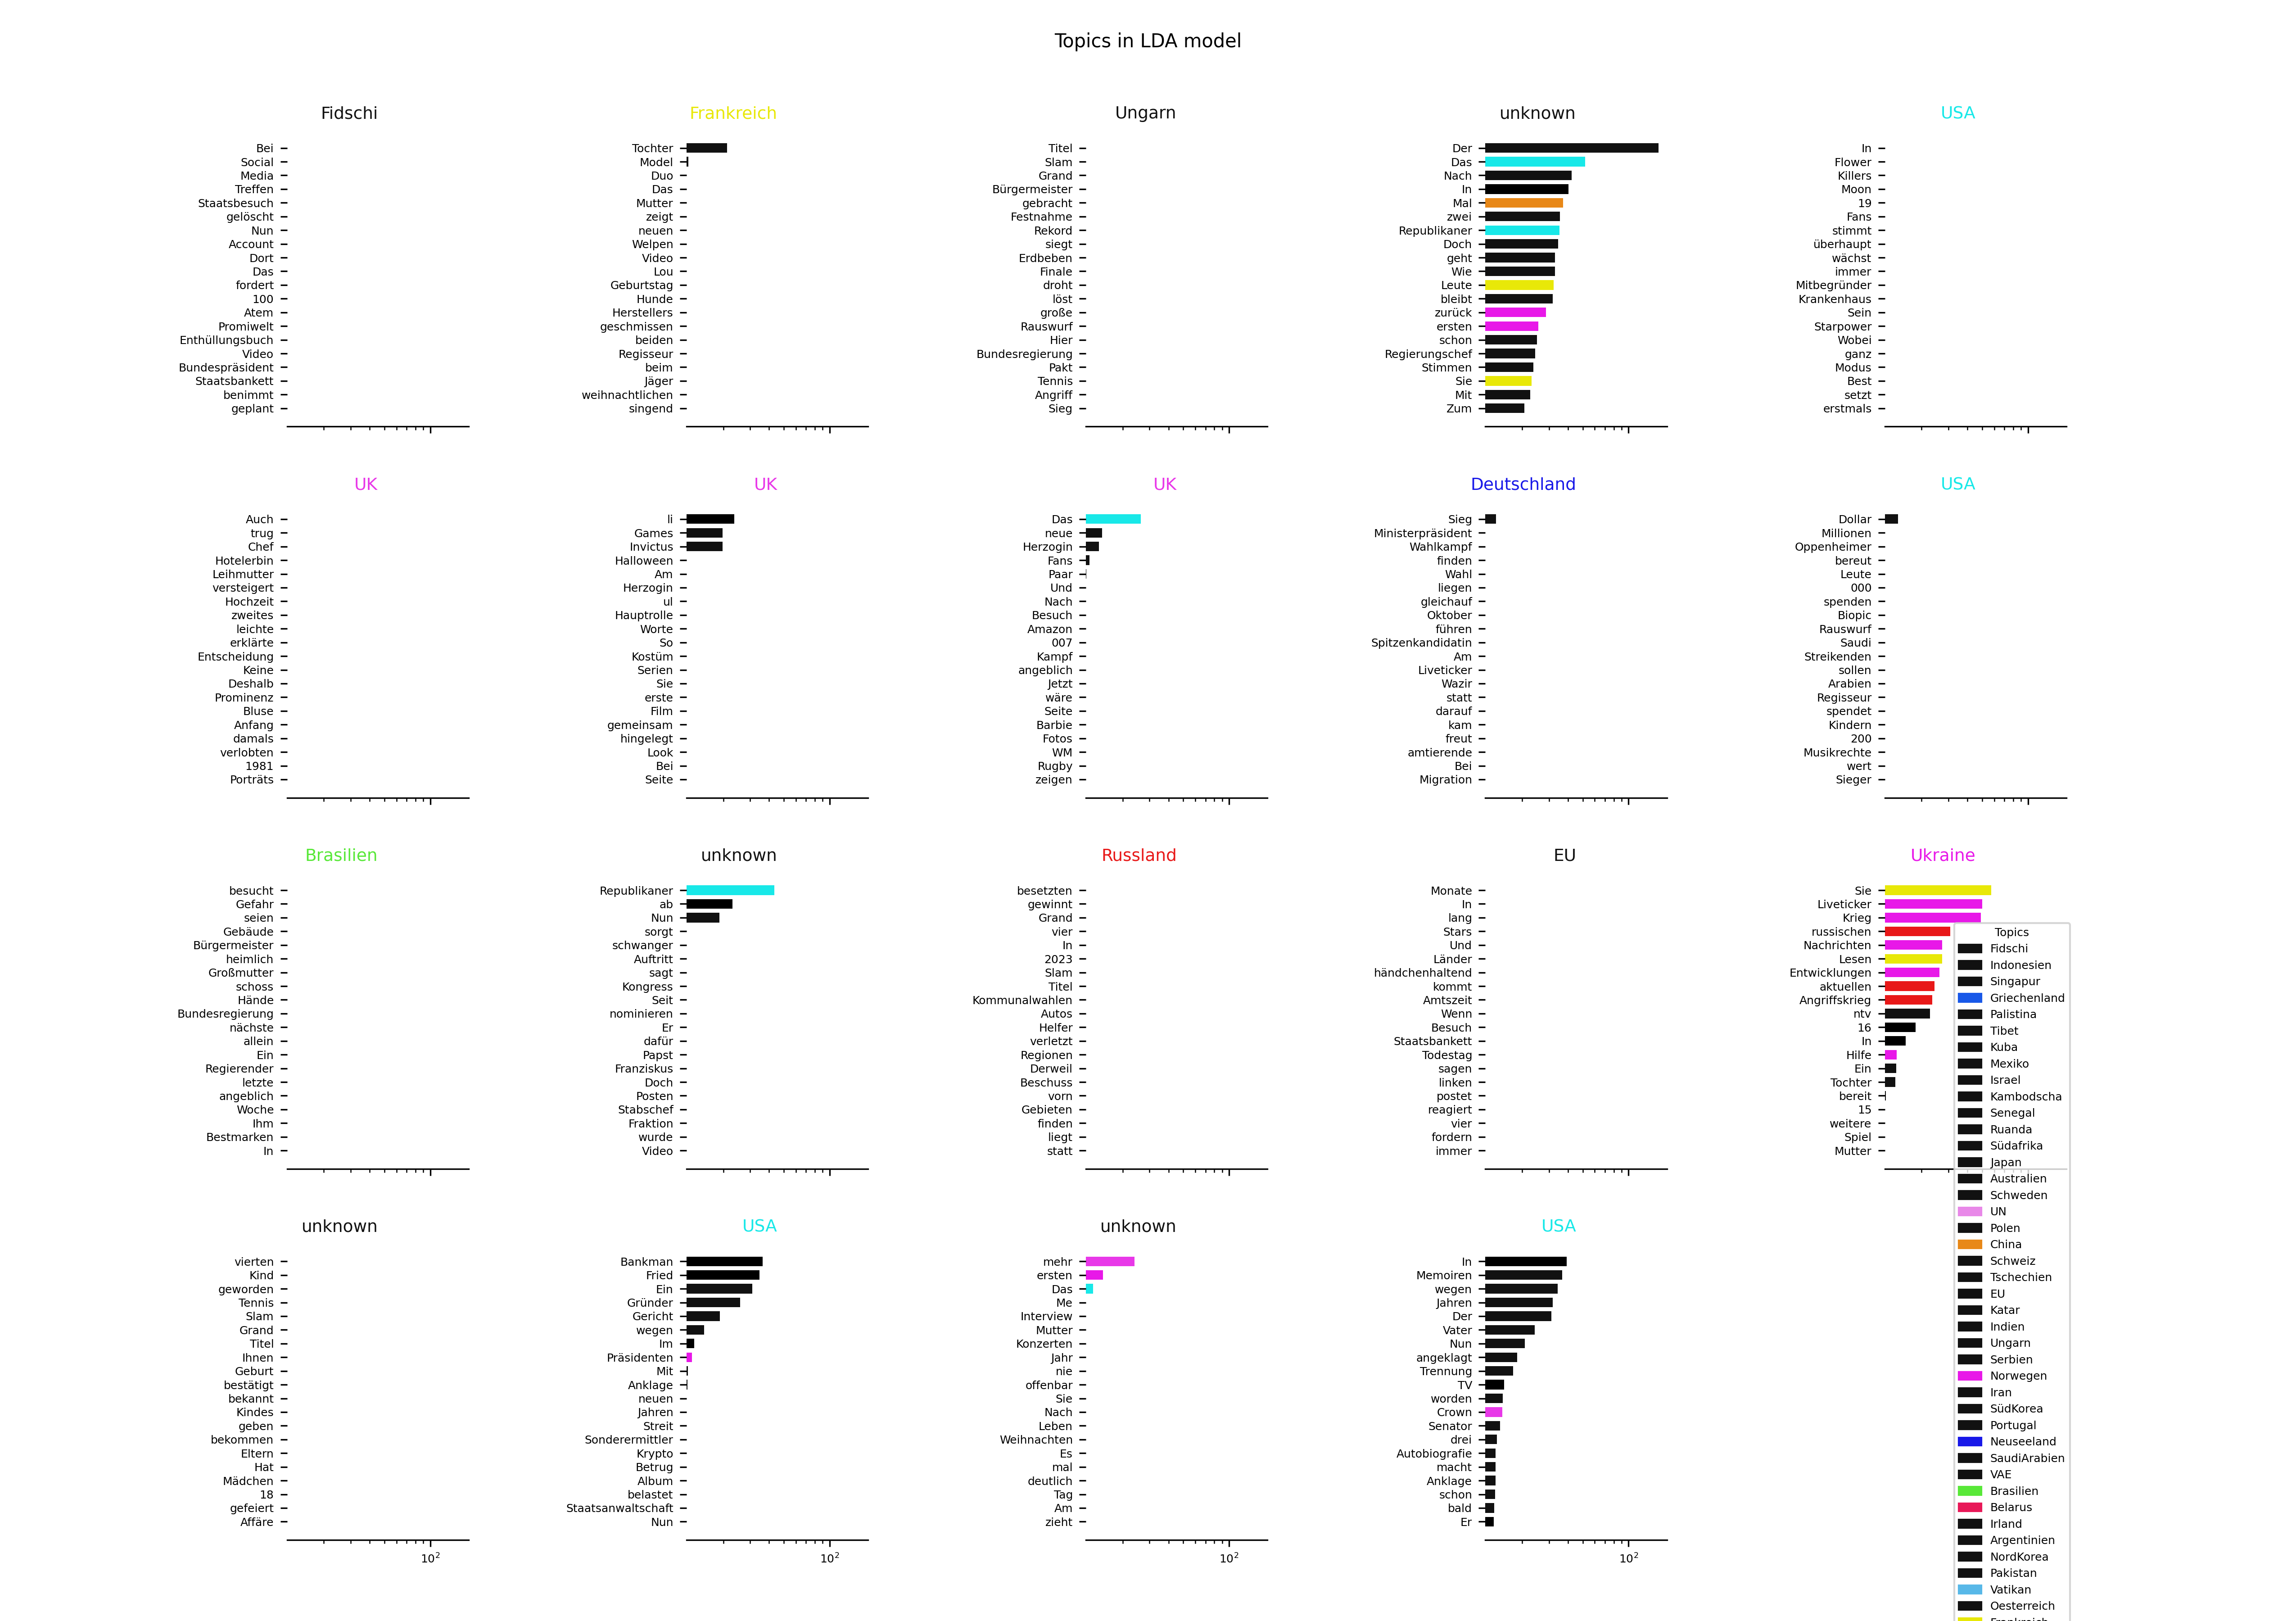 Topics in LDA model
Fidschi
Bei
Social
Media
Treffen
Staatsbesuch
gelöscht
Nun
Account
Dort
Das
fordert
100
Atem
Promiwelt
Enthüllungsbuch
Video
Bundespräsident
Staatsbankett
benimmt
geplant
Frankreich
Tochter
Model
Duo
Das
Mutter
zeigt
neuen
Welpen
Video
Lou
Geburtstag
Hunde
Herstellers
geschmissen
beiden
Regisseur
beim
Jäger
weihnachtlichen
singend
Ungarn
Titel
Slam
Grand
Bürgermeister
gebracht
Festnahme
Rekord
siegt
Erdbeben
Finale
droht
löst
große
Rauswurf
Hier
Bundesregierung
Pakt
Tennis
Angriff
Sieg
unknown
Der
Das
Nach
In
Mal
zwei
Republikaner
Doch
geht
Wie
Leute
bleibt
zurück
ersten
schon
Regierungschef
Stimmen
Sie
Mit
Zum
USA
In
Flower
Killers
Moon
19
Fans
stimmt
überhaupt
wächst
immer
Mitbegründer
Krankenhaus
Sein
Starpower
Wobei
ganz
Modus
Best
setzt
erstmals
UK
Auch
trug
Chef
Hotelerbin
Leihmutter
versteigert
Hochzeit
zweites
leichte
erklärte
Entscheidung
Keine
Deshalb
Prominenz
Bluse
Anfang
damals
verlobten
1981
Porträts
UK
li
Games
Invictus
Halloween
Am
Herzogin
ul
Hauptrolle
Worte
So
Kostüm
Serien
Sie
erste
Film
gemeinsam
hingelegt
Look
Bei
Seite
UK
Das
neue
Herzogin
Fans
Paar
Und
Nach
Besuch
Amazon
007
Kampf
angeblich
Jetzt
wäre
Seite
Barbie
Fotos
WM
Rugby
zeigen
Deutschland
Sieg
Ministerpräsident
Wahlkampf
finden
Wahl
liegen
gleichauf
Oktober
führen
Spitzenkandidatin
Am
Liveticker
Wazir
statt
darauf
kam
freut
amtierende
Bei
Migration
USA
Dollar
Millionen
Oppenheimer
bereut
Leute
000
spenden
Biopic
Rauswurf
Saudi
Streikenden
sollen
Arabien
Regisseur
spendet
Kindern
200
Musikrechte
wert
Sieger
Brasilien
besucht
Gefahr
seien
Gebäude
Bürgermeister
heimlich
Großmutter
schoss
Hände
Bundesregierung
nächste
allein
Ein
Regierender
letzte
angeblich
Woche
Ihm
Bestmarken
In
unknown
Republikaner
ab
Nun
sorgt
schwanger
Auftritt
sagt
Kongress
Seit
nominieren
Er
dafür
Papst
Franziskus
Doch
Posten
Stabschef
Fraktion
wurde
Video
Russland
besetzten
gewinnt
Grand
vier
In
2023
Slam
Titel
Kommunalwahlen
Autos
Helfer
verletzt
Regionen
Derweil
Beschuss
vorn
Gebieten
finden
liegt
statt
EU
Monate
In
lang
Stars
Und
Länder
händchenhaltend
kommt
Amtszeit
Wenn
Besuch
Staatsbankett
Todestag
sagen
linken
postet
reagiert
vier
fordern
immer
Ukraine
Sie
Liveticker
Krieg
russischen
Nachrichten
Lesen
Entwicklungen
aktuellen
Angriffskrieg
ntv
16
In
Hilfe
Ein
Tochter
bereit
15
weitere
Spiel
Mutter
unknown
vierten
Kind
geworden
Tennis
Slam
Grand
Titel
Ihnen
Geburt
bestätigt
bekannt
Kindes
geben
bekommen
Eltern
Hat
Mädchen
18
gefeiert
Affäre
10²
USA
Bankman
Fried
Ein
Gründer
Gericht
wegen
Im
Präsidenten
Mit
Anklage
neuen
Jahren
Streit
Sonderermittler
Krypto
Betrug
Album
belastet
Staatsanwaltschaft
Nun
10²
unknown
mehr
ersten
Das
Me
Interview
Mutter
Konzerten
Jahr
nie
offenbar
Sie
Nach
Leben
Weihnachten
Es
mal
deutlich
Tag
Am
zieht
10²
USA
In
Memoiren
wegen
Jahren
Der
Vater
Nun
angeklagt
Trennung
TV
worden
Crown
Senator
drei
Autobiografie
macht
Anklage
schon
bald
Er
10²
Topics
Fidschi
Indonesien
Singapur
Griechenland
Palistina
Tibet
Kuba
Mexiko
Israel
Kambodscha
Senegal
Ruanda
Südafrika
Japan
Australien
Schweden
UN
Polen
China
Schweiz
Tschechien
EU
Katar
Indien
Ungarn
Serbien
Norwegen
Iran
SüdKorea
Portugal
Neuseeland
SaudiArabien
VAE
Brasilien
Belarus
Irland
Argentinien
NordKorea
Pakistan
Vatikan
Oesterreich